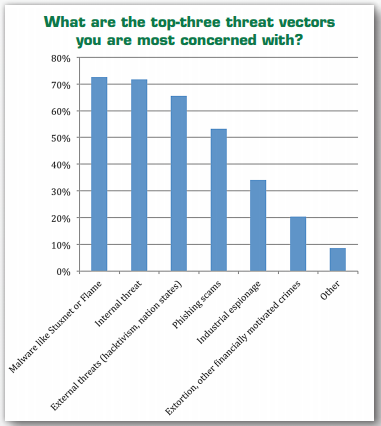 What are the top-three threat vectors
you are most concerned with?
80%
70%
60%
50%
40%
30%
20%
10%
0%
Malware like Stuxnet or Flame
Internal threat
External threats (hacktivism, nation states)
Phishing scams
Industrial espionage
Extortion, other financially motivated crimes
Other